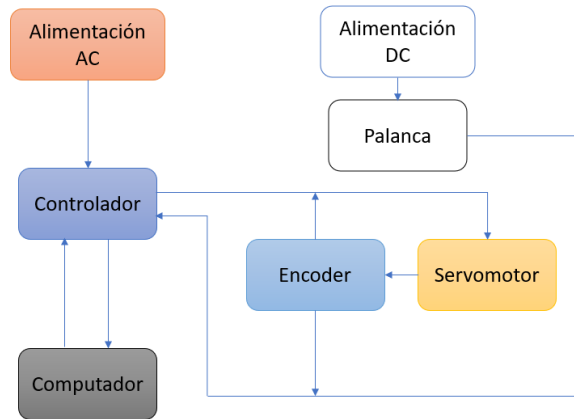 Alimentación
AC
Alimentación
DC
Palanca
Controlador
Encoder
Servomotor
Computador